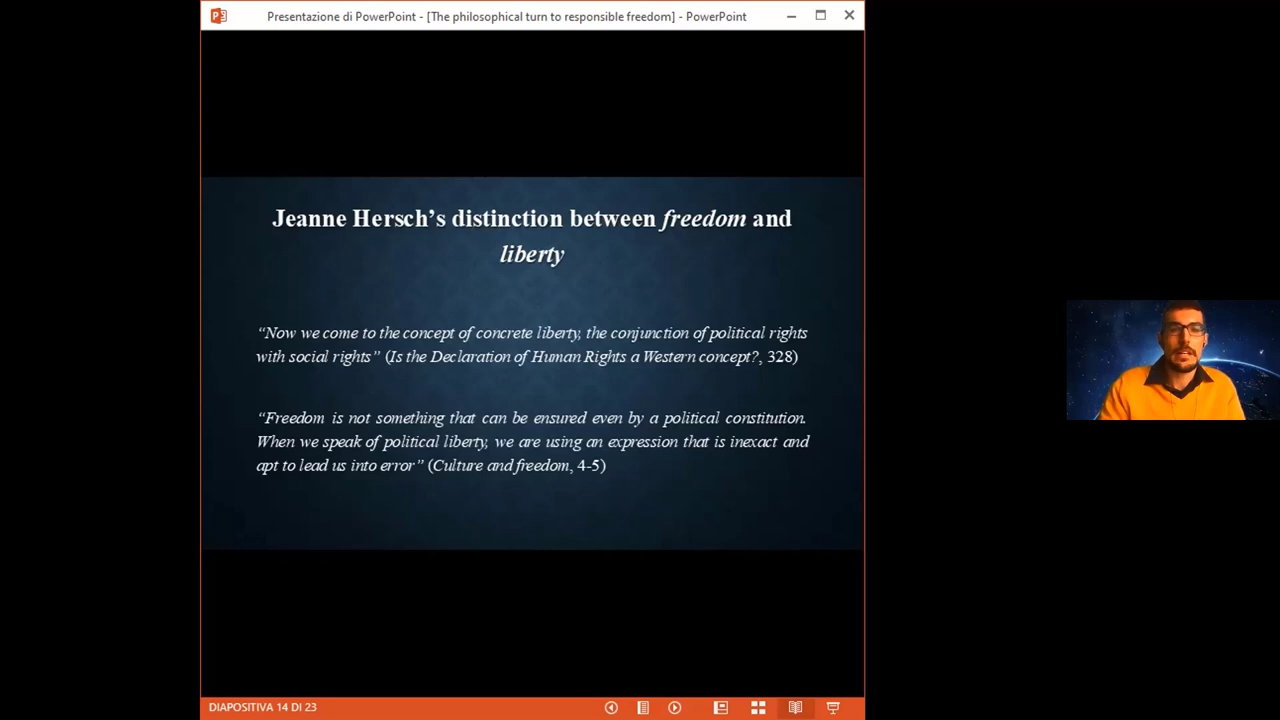 Presentazione di PowerPoint - [The philosophical turn to responsible freedom] - PowerPoint
Jeanne Hersch’s distinction between freedom and
liberty
“Now we come to the concept of concrete liberty, the conjunction of political rights
with social rights” (Is the Declaration of Human Rights a Western concept?, 328)
“Freedom is not something that can be ensured even by a political constitution.
When we speak of political liberty, we are using an expression that is inexact and
apt to lead us into error” (Culture and freedom, 4-5)
DIAPOSITIVA 14 DI 23